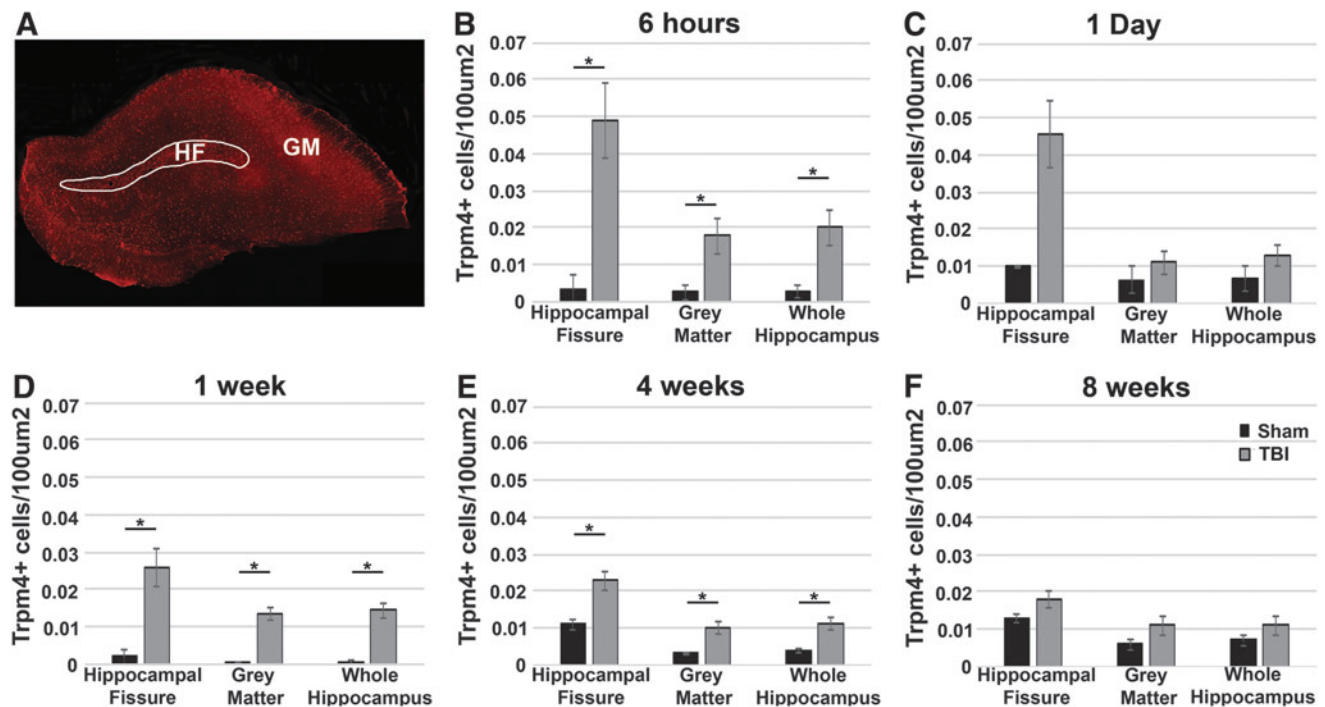 A
HF
GM
B
6 hours
Trpm4+ cells/100um2
0.07
0.06
0.05
0.04
0.03
0.02
0.01
0
*
*
*
Hippocampal
Fissure
Grey
Matter
Whole
Hippocampus
C
1 Day
Trpm4+ cells/100um2
0.07
0.06
0.05
0.04
0.03
0.02
0.01
0
Hippocampal
Fissure
Grey
Matter
Whole
Hippocampus
D
1 week
Trpm4+ cells/100um2
0.07
0.06
0.05
0.04
0.03
0.02
0.01
0
*
*
*
Hippocampal
Fissure
Grey
Matter
Whole
Hippocampus
E
4 weeks
Trpm4+ cells/100um2
0.07
0.06
0.05
0.04
0.03
0.02
0.01
0
*
*
*
Hippocampal
Fissure
Grey
Matter
Whole
Hippocampus
F
8 weeks
Trpm4+ cells/100um2
0.07
0.06
0.05
0.04
0.03
0.02
0.01
0
Sham
TBI
Hippocampal
Fissure
Grey
Matter
Whole
Hippocampus